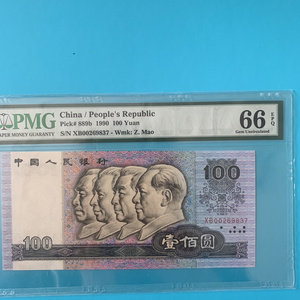 PMG
PAPER MONEY GUARANTY
China / People's Republic
Pick# 889b 1990 100 Yuan
S/N XB00269837 - Wmk: Z. Mao
66 EPQ
Gem Uncirculated
中国人民银行
100
XB00269837
100
壹佰圆